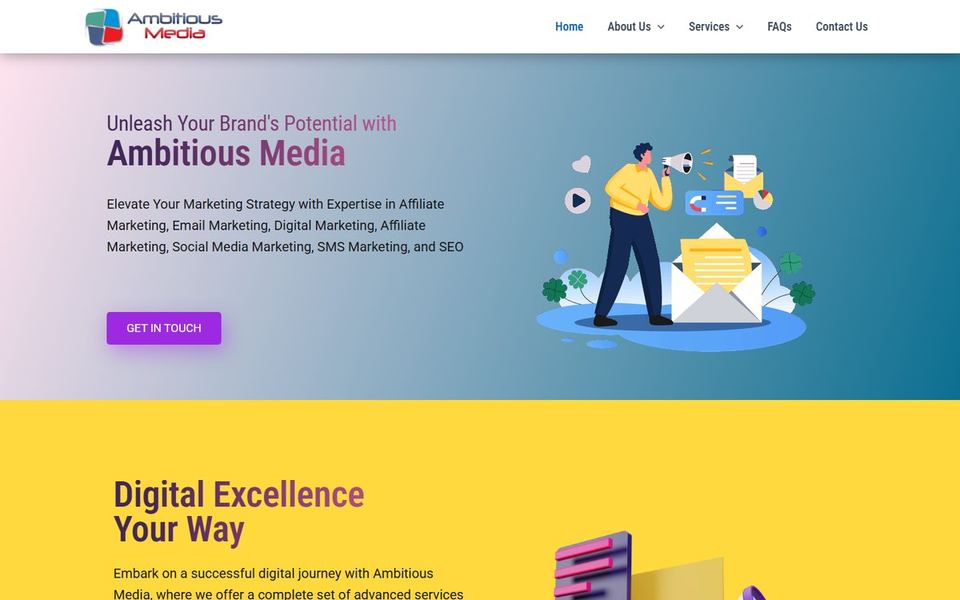 Ambitious
Media
Home
About Us
Services
FAQs
Contact Us
Unleash Your Brand's Potential with
Ambitious Media
Elevate Your Marketing Strategy with Expertise in Affiliate
Marketing, Email Marketing, Digital Marketing, Affiliate
Marketing, Social Media Marketing, SMS Marketing, and SEO
GET IN TOUCH
Digital Excellence
Your Way
Embark on a successful digital journey with Ambitious
Media, where we offer a complete set of advanced services